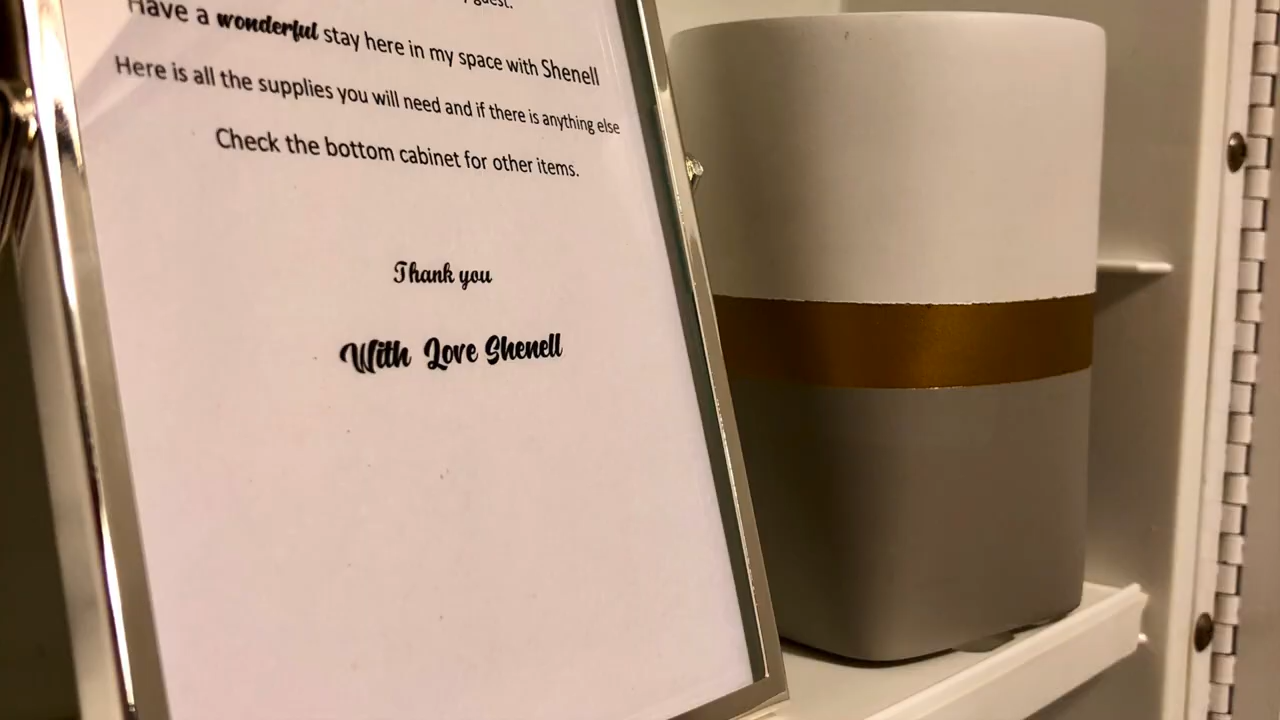 guest.
Have a wonderful stay here in my space with Shenell
Here is all the supplies you will need and if there is anything else
Check the bottom cabinet for other items.
Thank you
With Love Shenell